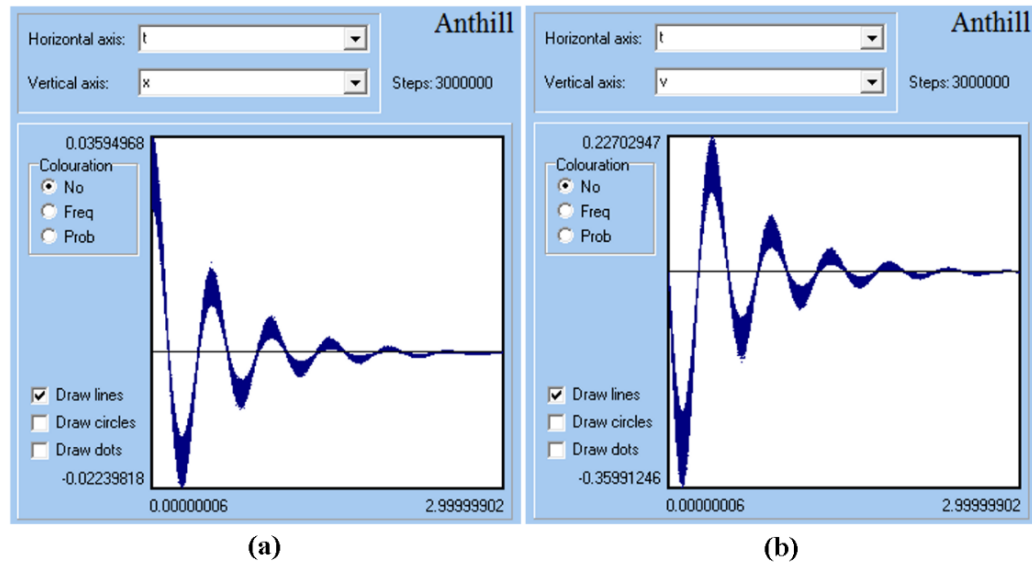 Anthill
Horizontal axis: t
Vertical axis: x
Steps: 3000000
0.03594968
Colouration
No
Freq
Prob
Draw lines
Draw circles
Draw dots
-0.02239818
0.00000006 2.99999902
(a)
Anthill
Horizontal axis: t
Vertical axis: v
Steps: 3000000
0.22702947
Colouration
No
Freq
Prob
Draw lines
Draw circles
Draw dots
-0.35991246
0.00000006 2.99999902
(b)